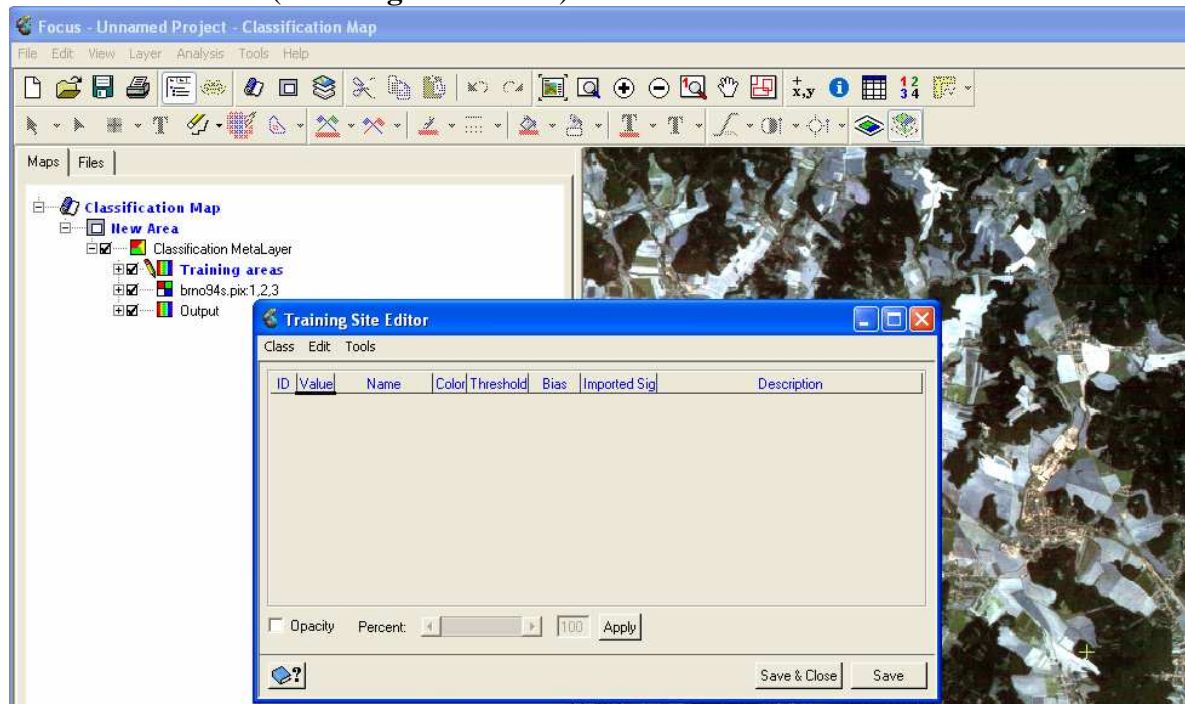 Focus - Unnamed Project - Classification Map
File Edit View Layer Analysis Tools Help
Maps Files
Classification Map
New Area
Classification MetaLayer
Training areas
brno94s.pix:1,2,3
Output
Training Site Editor
Class Edit Tools
ID Value Name Color Threshold Bias Imported Sig Description
Opacity Percent: 100 Apply
Save & Close Save